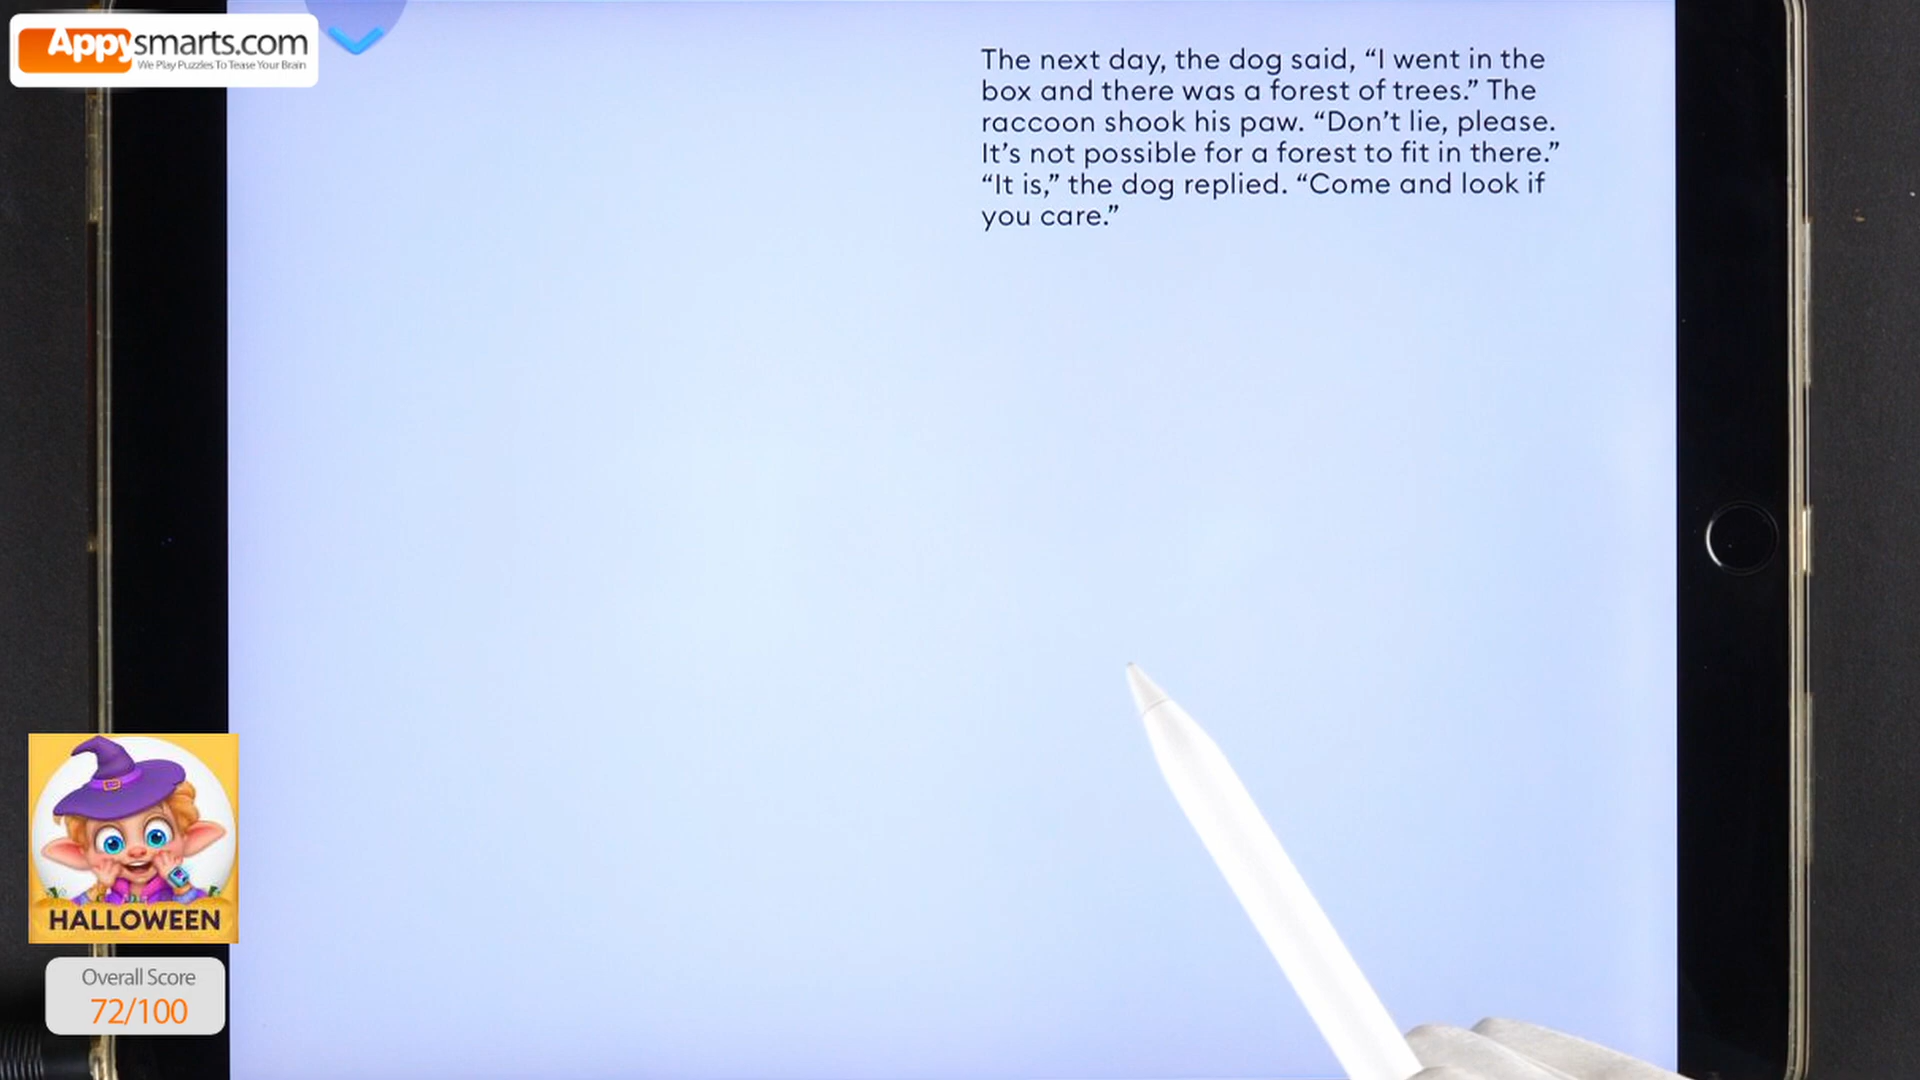 Appysmarts.com
We Play Puzzles To Tease Your Brain
The next day, the dog said, “I went in the
box and there was a forest of trees.” The
raccoon shook his paw. “Don’t lie, please.
It’s not possible for a forest to fit in there.”
“It is,” the dog replied. “Come and look if
you care.”
HALLOWEEN
Overall Score
72/100